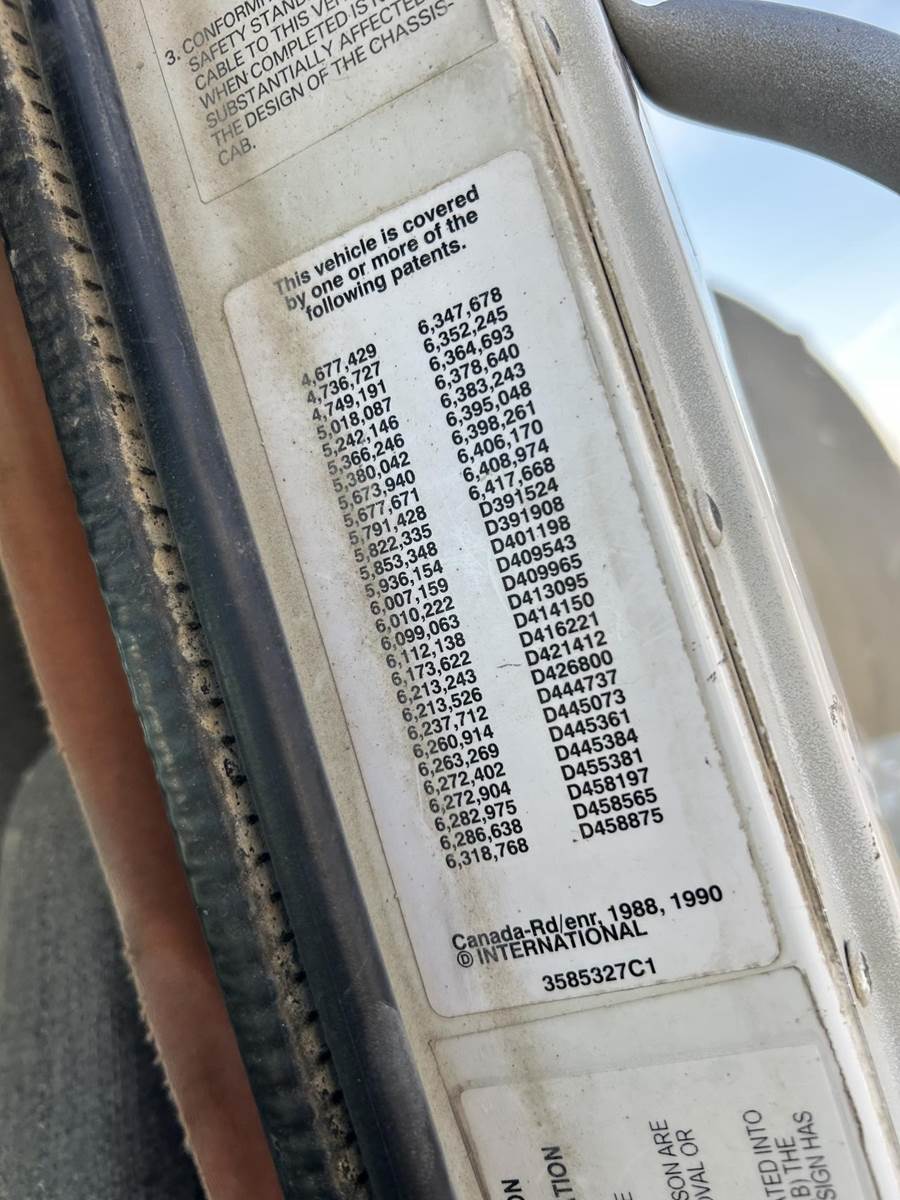 3. CONFORMI
SAFETY STAND
CABLE TO THIS VE
WHEN COMPLETED IS
SUBSTANTIALLY AFFECTED
THE DESIGN OF THE CHASSIS-
CAB.
This vehicle is covered
by one or more of the
following patents.
4,677,429
4,736,727
4,749,191
5,018,087
5,242,146
5,366,246
5,380,042
5,673,940
5,677,671
5,791,428
5,822,335
5,853,348
5,936,154
6,007,159
6,010,222
6,099,063
6,112,138
6,173,622
6,213,243
6,213,526
6,237,712
6,260,914
6,263,269
6,272,402
6,272,904
6,282,975
6,286,638
6,318,768
6,347,678
6,352,245
6,364,693
6,378,640
6,383,243
6,395,048
6,398,261
6,406,170
6,408,974
6,417,668
D391524
D391908
D401198
D409543
D409965
D413095
D414150
D416221
D421412
D426800
D444737
D445073
D445361
D445384
D455381
D458197
D458565
D458875
Canada-Rd/enr, 1988, 1990
Ⓓ INTERNATIONAL
3585327C1
ON
TION
E
SON ARE
VAL OR
ATED INTO
B) THE
SIGN HAS